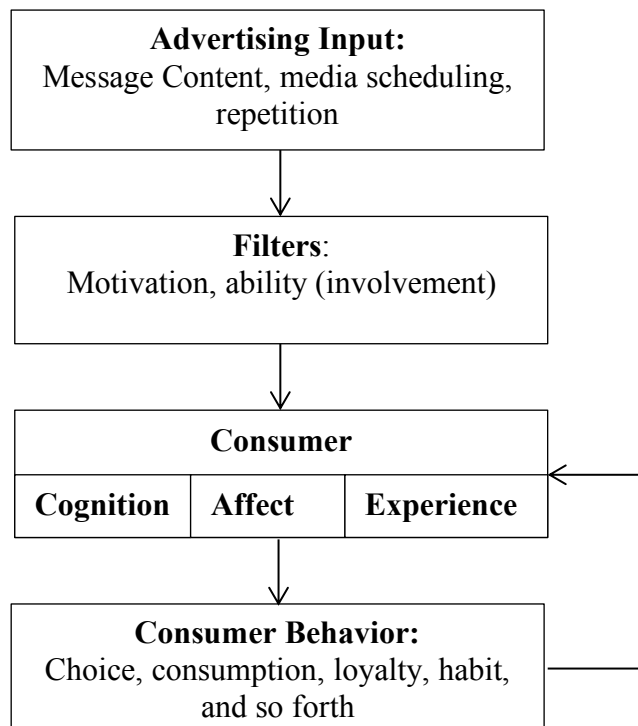 Advertising Input:
Message Content, media scheduling,
repetition
Filters:
Motivation, ability (involvement)
Consumer
Cognition Affect Experience
Consumer Behavior:
Choice, consumption, loyalty, habit,
and so forth